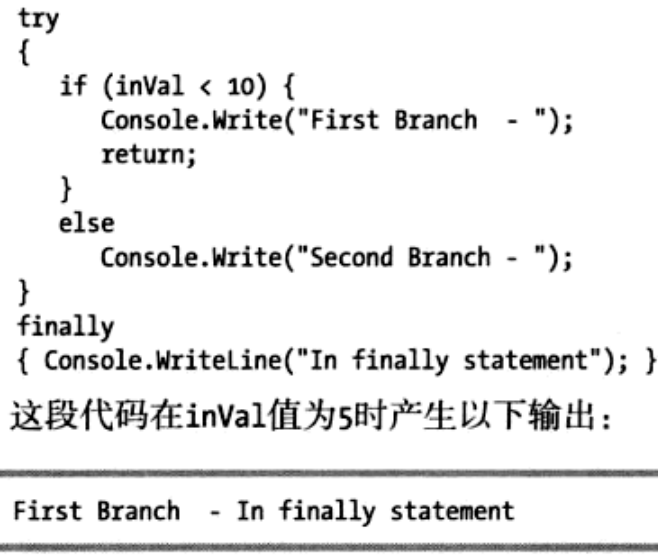 try
{
if (inVal < 10) {
Console.Write("First Branch  - ");
return;
}
else
Console.Write("Second Branch - ");
}
finally
{ Console.WriteLine("In finally statement"); }
这段代码在inVal值为5时产生以下输出：
First Branch  - In finally statement